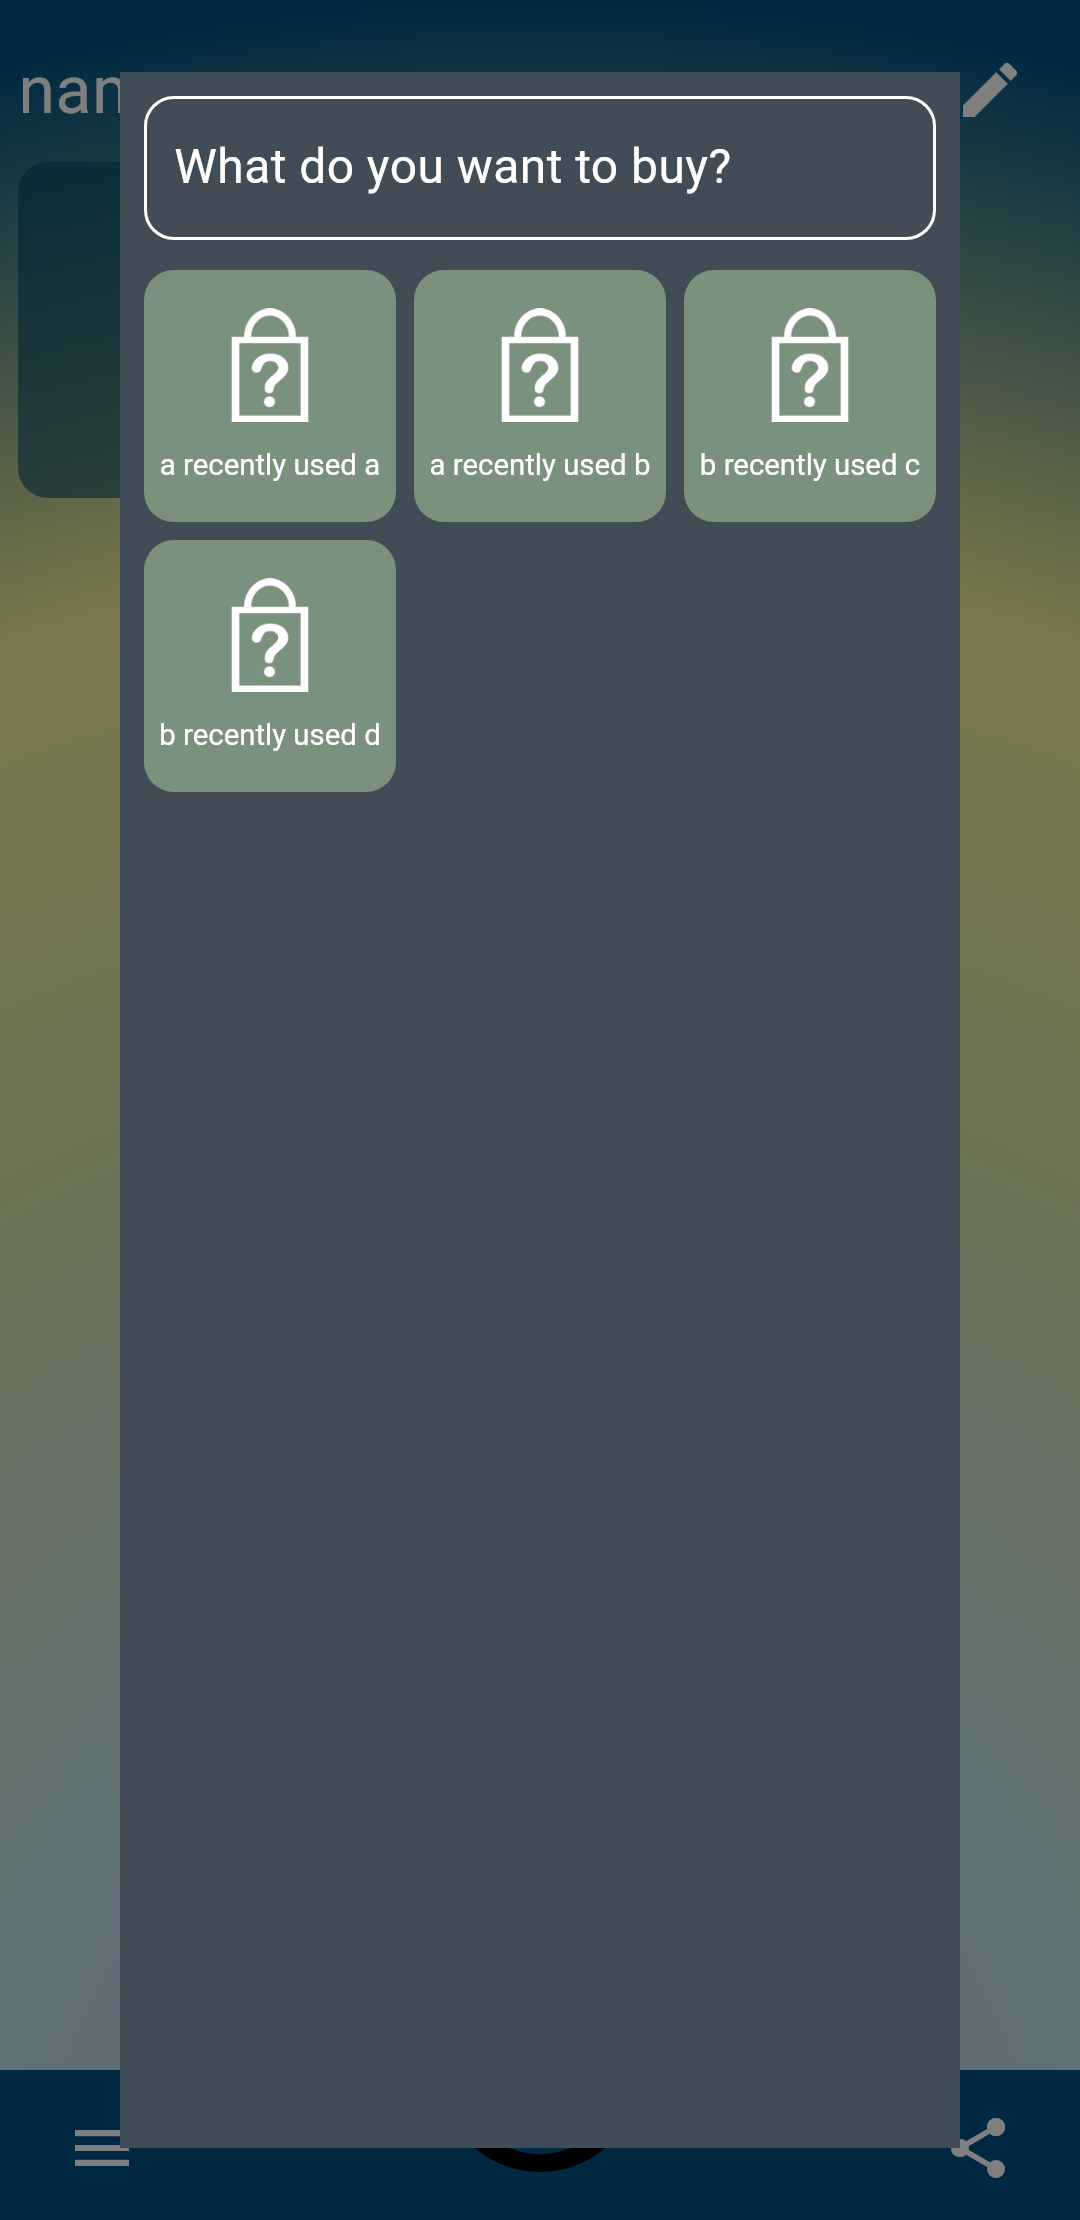 nan
What do you want to buy?
a recently used a
a recently used b
b recently used c
b recently used d